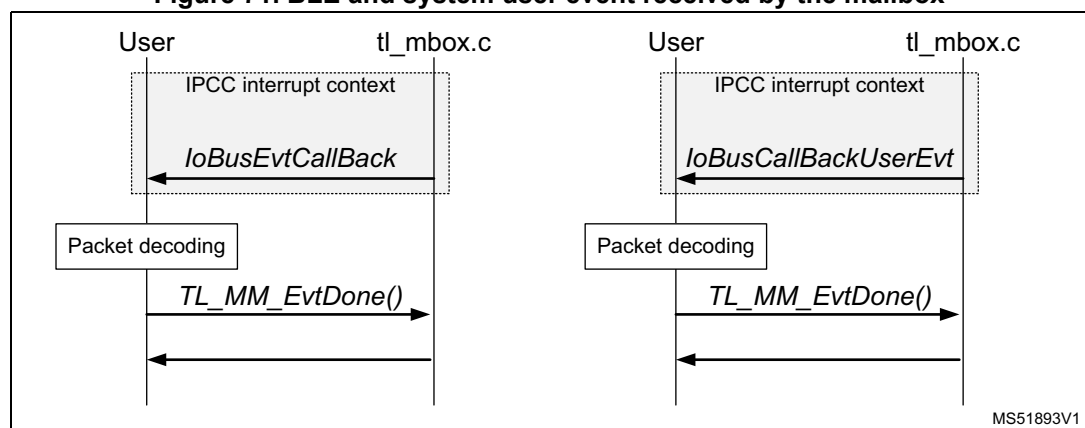 Figure BLE and system user event received by the mailbox
User tl_mbox.c User tl_mbox.c
IPCC interrupt context IPCC interrupt context
IoBusEvtCallBack IoBusCallBackUserEvt
Packet decoding Packet decoding
TL_MM_EvtDone() TL_MM_EvtDone()
MS51893V1